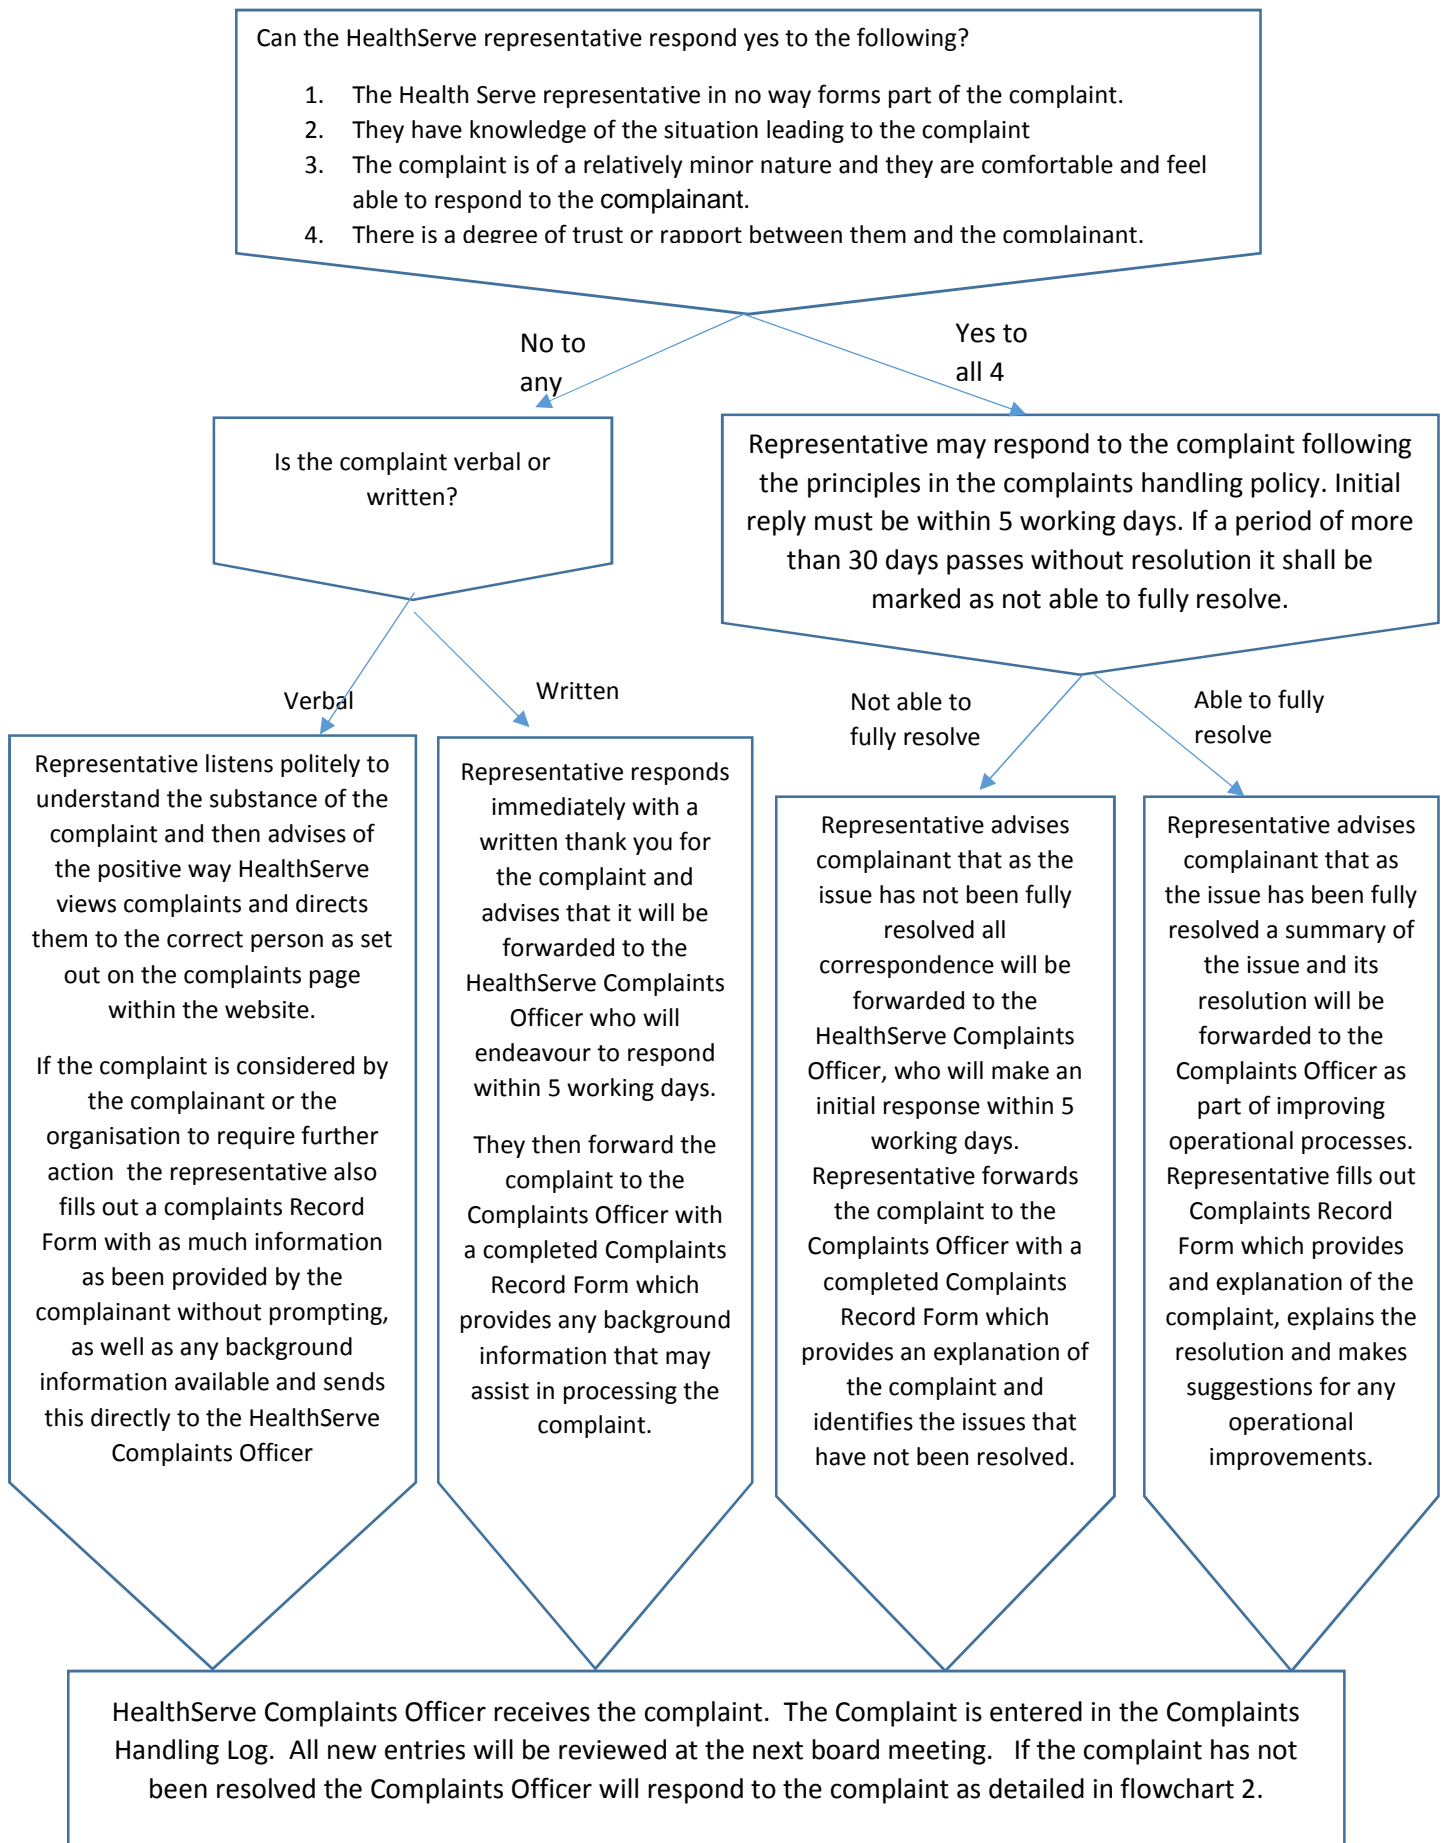 Can the HealthServe representative respond yes to the following?
1. The Health Serve representative in no way forms part of the complaint.
2. They have knowledge of the situation leading to the complaint
3. The complaint is of a relatively minor nature and they are comfortable and feel
able to respond to the complainant.
4. There is a degree of trust or rapport between them and the complainant.
No to
any
Yes to
all 4
Is the complaint verbal or
written?
Representative may respond to the complaint following
the principles in the complaints handling policy. Initial
reply must be within 5 working days. If a period of more
than 30 days passes without resolution it shall be
marked as not able to fully resolve.
Verbal
Written
Not able to
fully resolve
Able to fully
resolve
Representative listens politely to
understand the substance of the
complaint and then advises of
the positive way HealthServe
views complaints and directs
them to the correct person as set
out on the complaints page
within the website.
If the complaint is considered by
the complainant or the
organisation to require further
action the representative also
fills out a complaints Record
Form with as much information
as been provided by the
complainant without prompting,
as well as any background
information available and sends
this directly to the HealthServe
Complaints Officer
Representative responds
immediately with a
written thank you for
the complaint and
advises that it will be
forwarded to the
HealthServe Complaints
Officer who will
endeavour to respond
within 5 working days.
They then forward the
complaint to the
Complaints Officer with
a completed Complaints
Record Form which
provides any background
information that may
assist in processing the
complaint.
Representative advises
complainant that as the
issue has not been fully
resolved all
correspondence will be
forwarded to the
HealthServe Complaints
Officer, who will make an
initial response within 5
working days.
Representative forwards
the complaint to the
Complaints Officer with a
completed Complaints
Record Form which
provides an explanation of
the complaint and
identifies the issues that
have not been resolved.
Representative advises
complainant that as
the issue has been fully
resolved a summary of
the issue and its
resolution will be
forwarded to the
Complaints Officer as
part of improving
operational processes.
Representative fills out
Complaints Record
Form which provides
and explanation of the
complaint, explains the
resolution and makes
suggestions for any
operational
improvements.
HealthServe Complaints Officer receives the complaint. The Complaint is entered in the Complaints
Handling Log. All new entries will be reviewed at the next board meeting. If the complaint has not
been resolved the Complaints Officer will respond to the complaint as detailed in flowchart 2.